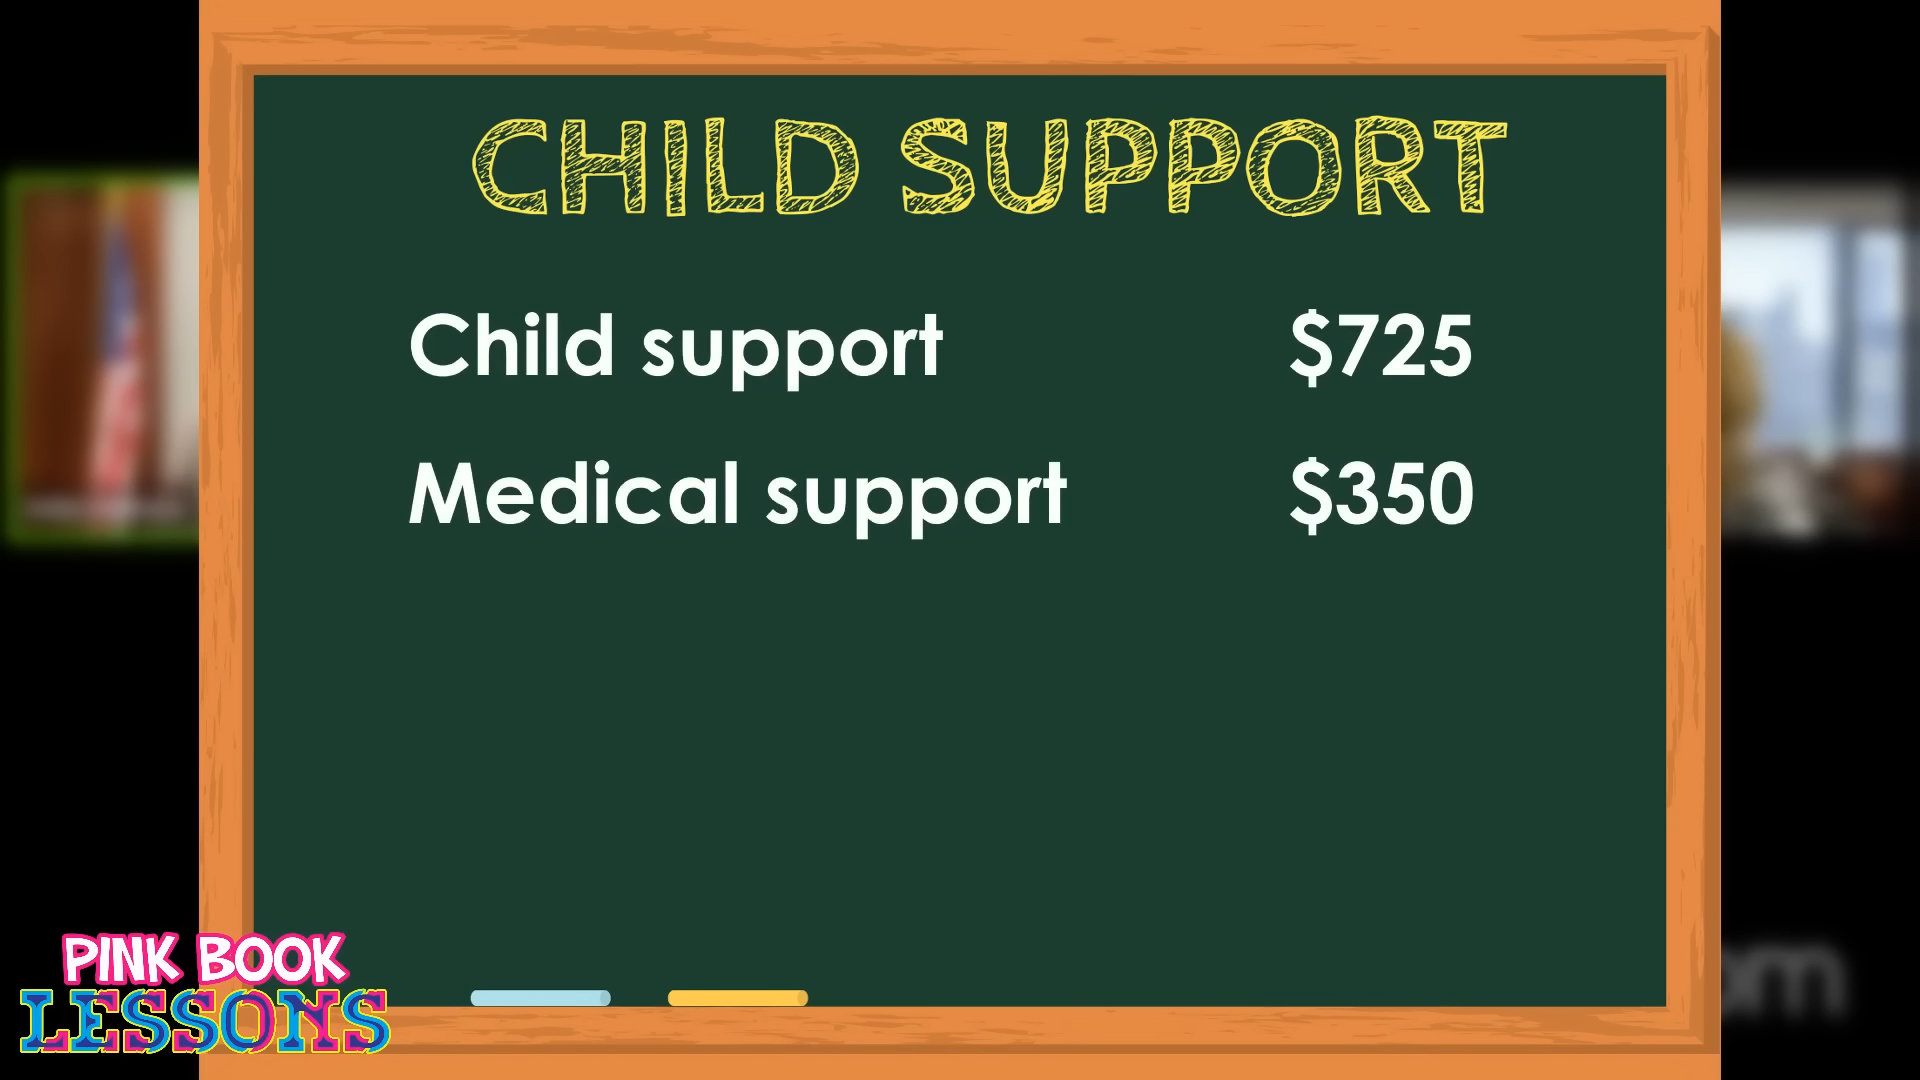 CHILD SUPPORT
Child support $725
Medical support $350
PINK BOOK
LESSONS